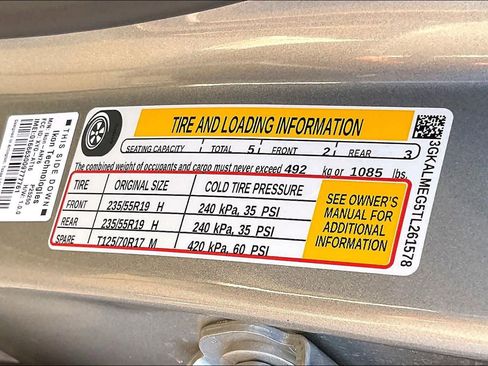 TIRE AND LOADING INFORMATION
SEATING CAPACITY TOTAL 5 FRONT 2 REAR 3
The combined weight of occupants and cargo must never exceed 492 kg or 1085 lbs.
TIRE ORIGINAL SIZE COLD TIRE PRESSURE
FRONT 235/55R19 H 240 kPa, 35 PSI
REAR 235/55R19 H 240 kPa, 35 PSI
SPARE T125/70R17 M 420 kPa, 60 PSI
SEE OWNER'S
MANUAL FOR
ADDITIONAL
INFORMATION
3GKALMEG5TL261578
THIS SIDE DOWN
Ikon Technologies